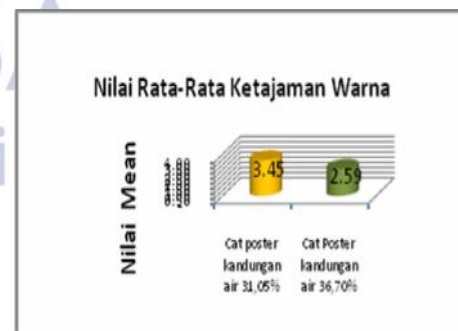 Nilai Rata-Rata Ketajaman Warna
Nilai Mean
3.45
2.59
Cat poster
kandungan
air 31,05%
Cat Poster
kandungan
air 36,70%